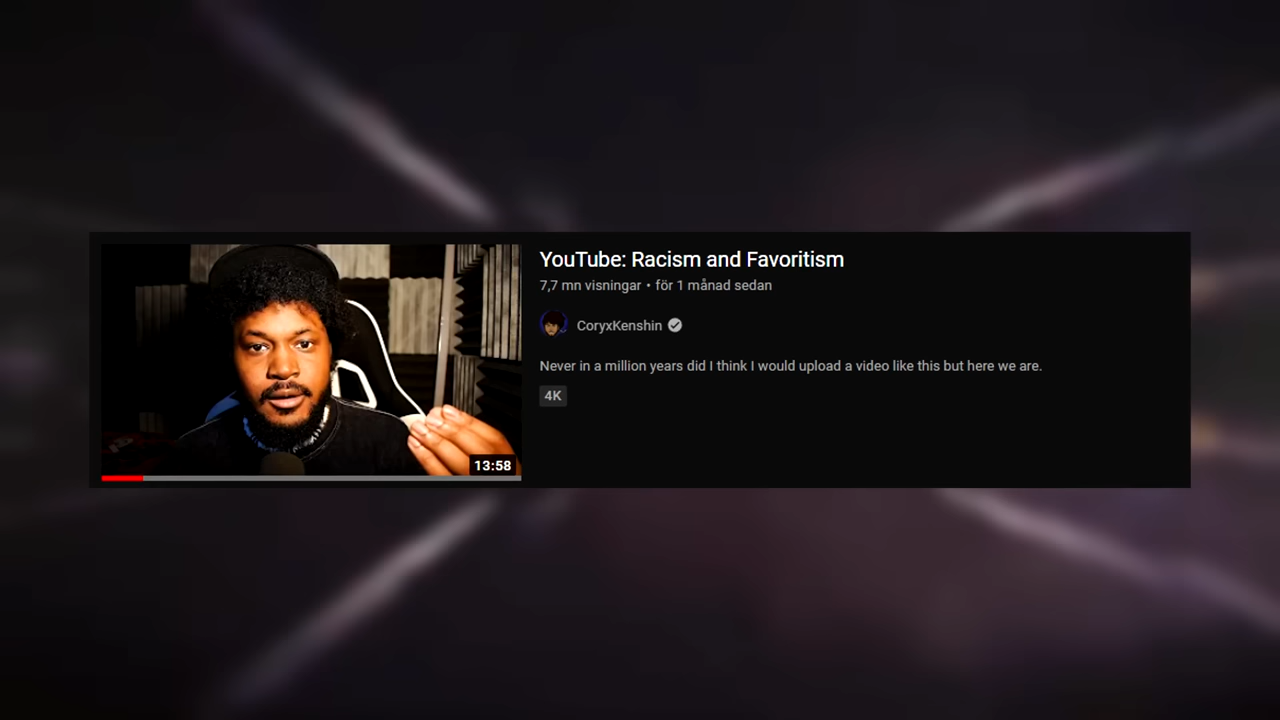 YouTube: Racism and Favoritism
7,7 mn visningar • för 1 månad sedan
CoryxKenshin
Never in a million years did I think I would upload a video like this but here we are.
4K
13:58